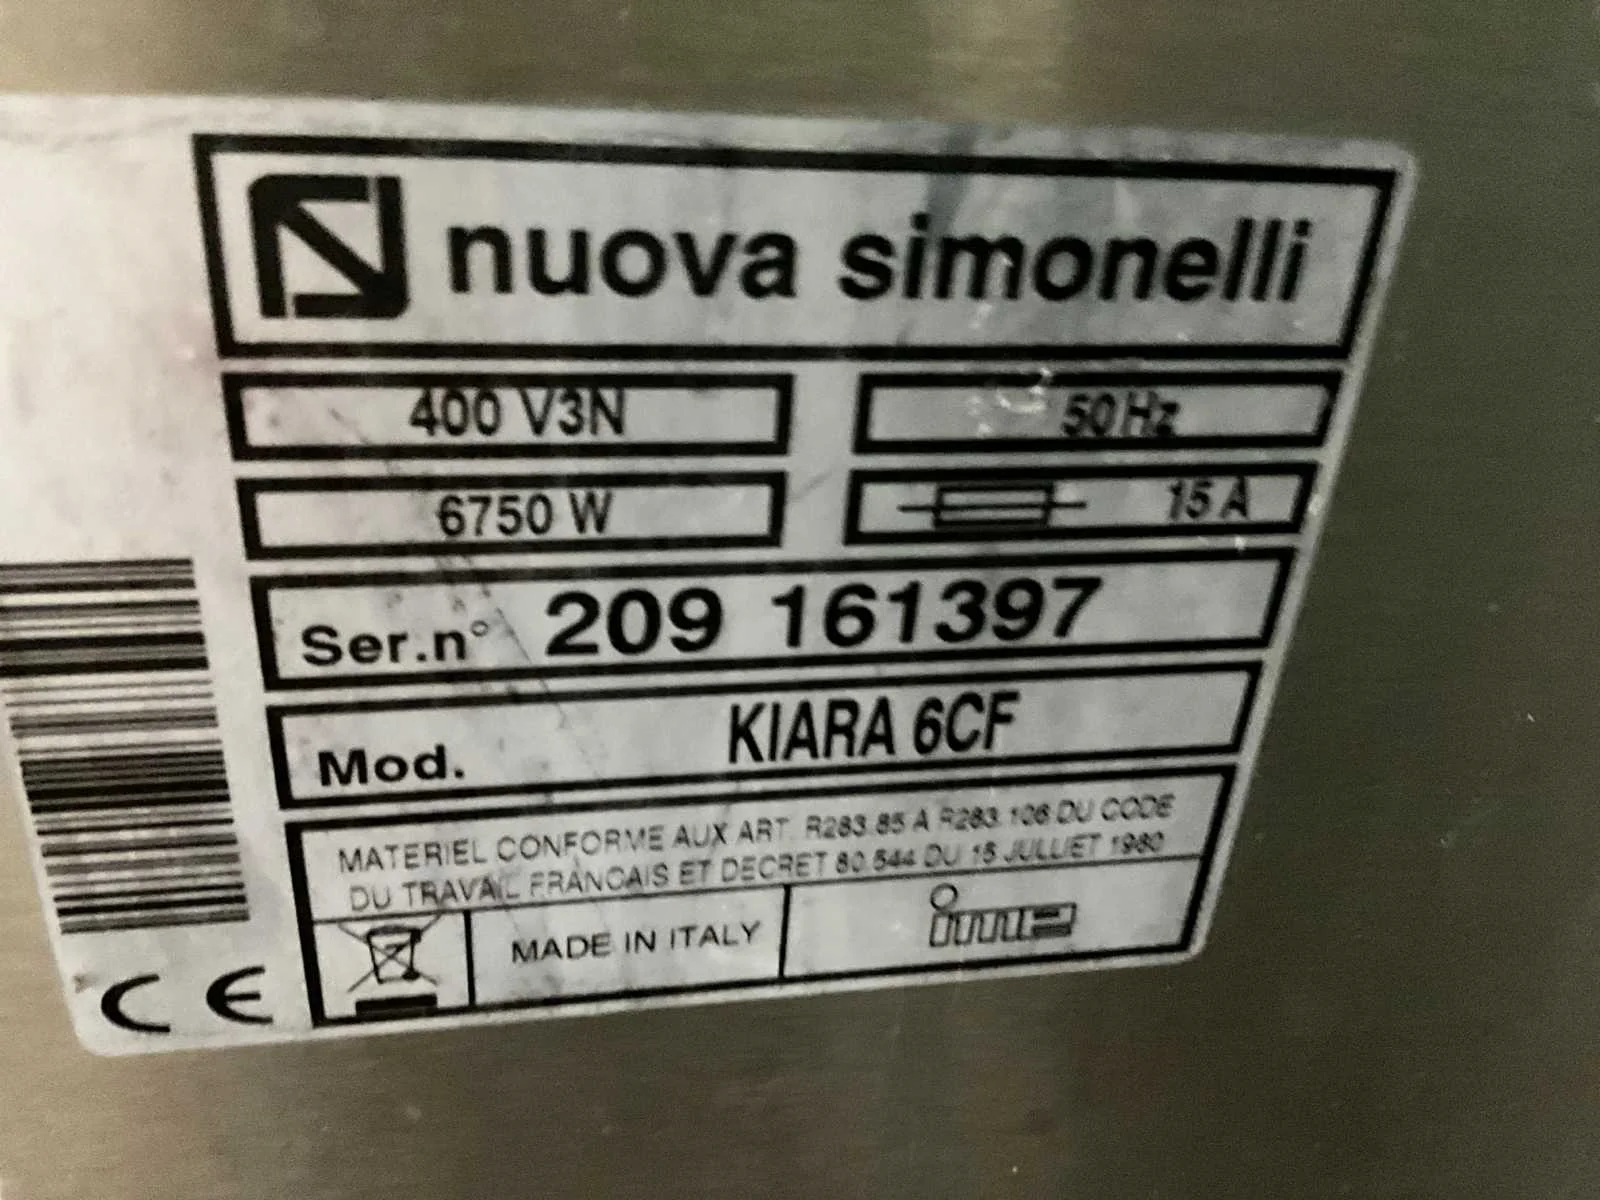 nuova simonelli
400 V3N
50 Hz
6750 W
15 A
Ser.n° 209 161397
Mod. KIARA 6CF
MATERIEL CONFORME AUX ART. R283.85 A R283.106 DU CODE
DU TRAVAIL FRANCAIS ET DECRET 80.544 DU 15 JUILLET 1980
MADE IN ITALY
imq
CE